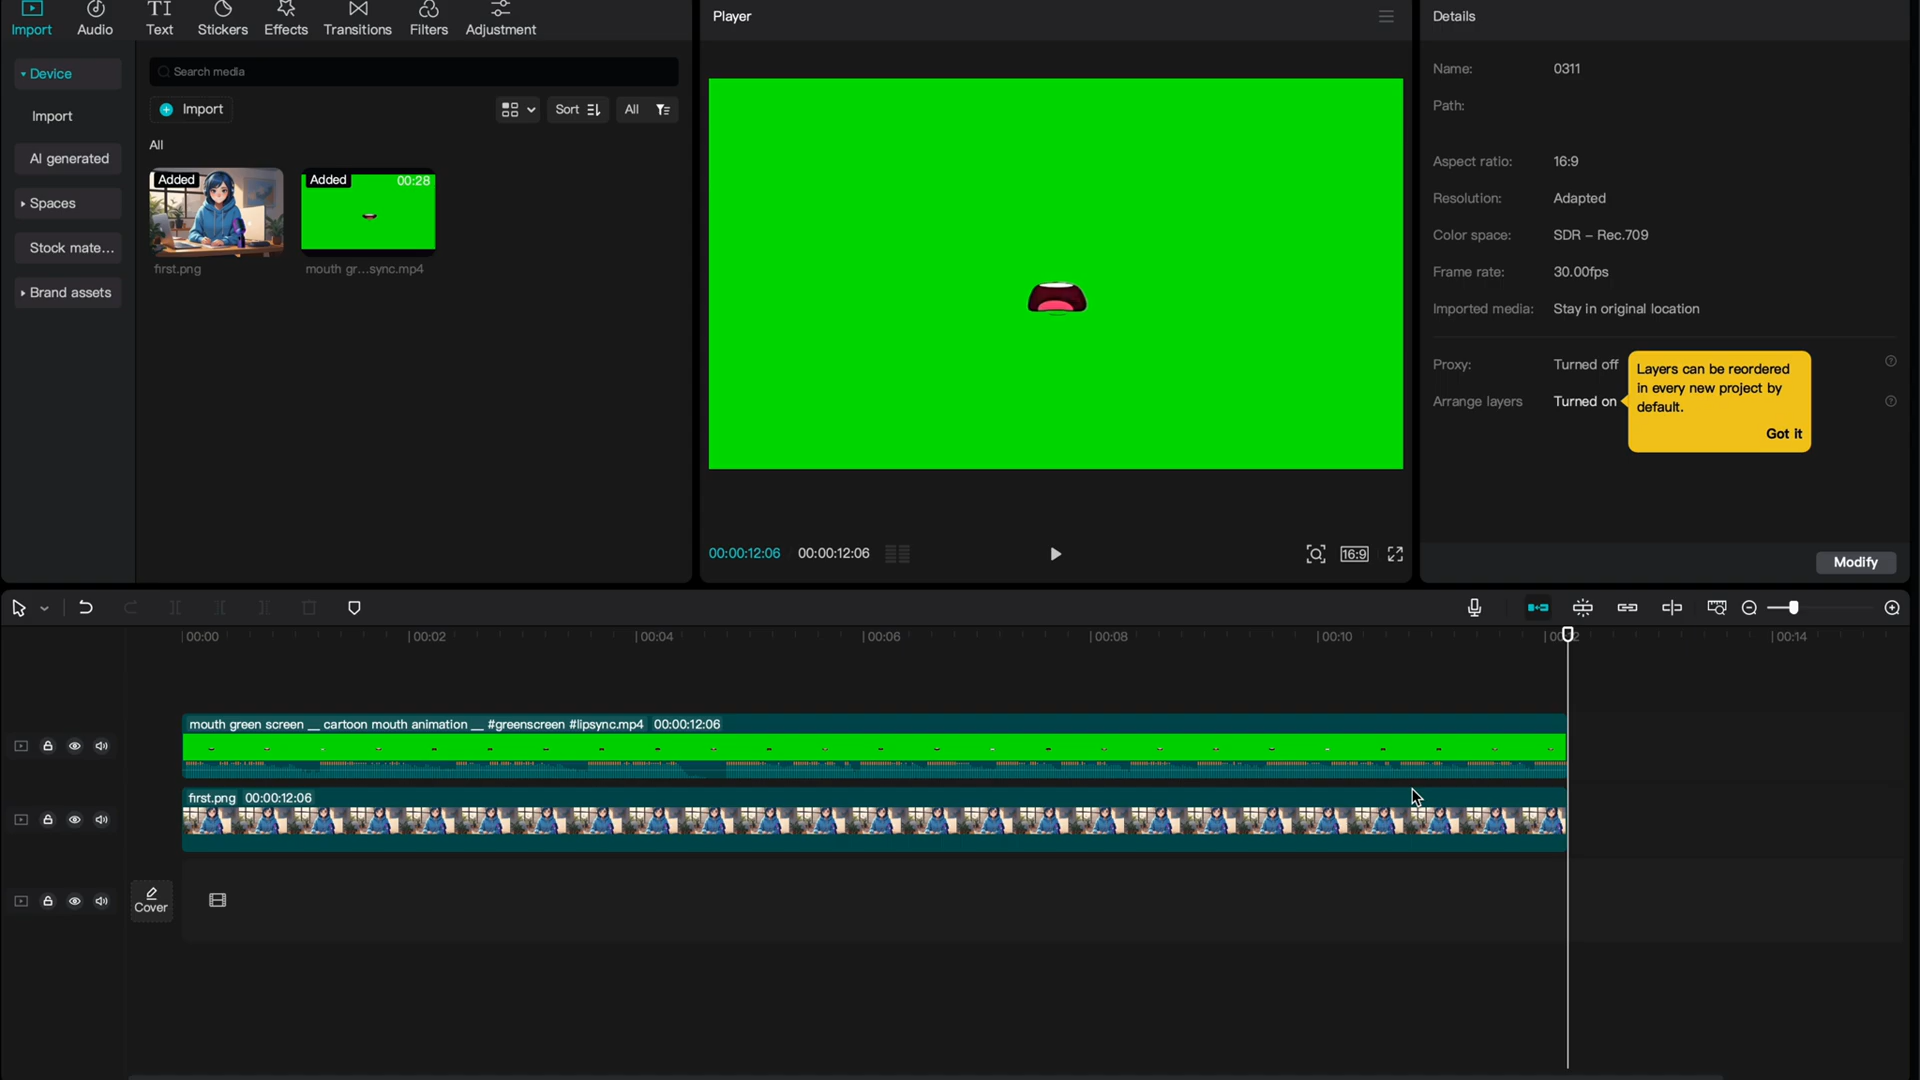 Import
Audio
Text
Stickers
Effects
Transitions
Filters
Adjustment
Device
Import
AI generated
Spaces
Stock mate...
Brand assets
Search media
Import
Sort
All
All
Added
Added 00:28
first.png
mouth gr...sync.mp4
Player
00:00:12:06 00:00:12:06
16:9
Details
Name: 0311
Path:
Aspect ratio: 16:9
Resolution: Adapted
Color space: SDR – Rec.709
Frame rate: 30.00fps
Imported media: Stay in original location
Proxy: Turned off
Arrange layers Turned on
Layers can be reordered
in every new project by
default.
Got it
Modify
00:00 00:02 00:04 00:06 00:08 00:10 00:14
mouth green screen __ cartoon mouth animation __ #greenscreen #lipsync.mp4 00:00:12:06
first.png 00:00:12:06
Cover